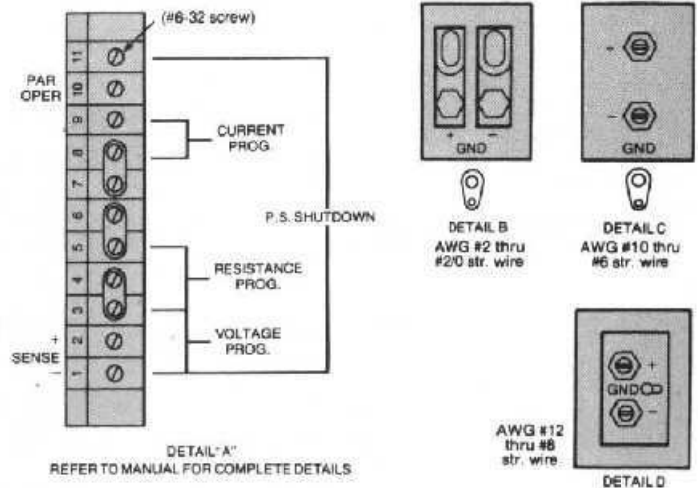 (#6-32 screw)
11
PAR
OPER
10
9
CURRENT
PROG.
8
7
P.S. SHUTDOWN
6
5
RESISTANCE
PROG.
4
3
+
SENSE
-
VOLTAGE
PROG.
2
1
DETAIL "A"
REFER TO MANUAL FOR COMPLETE DETAILS
+ -
GND
DETAIL B
AWG #2 thru
#2/0 str. wire
-
-
GND
DETAIL C
AWG #10 thru
#6 str. wire
+
GND
-
AWG #12
thru #8
str. wire
DETAIL D